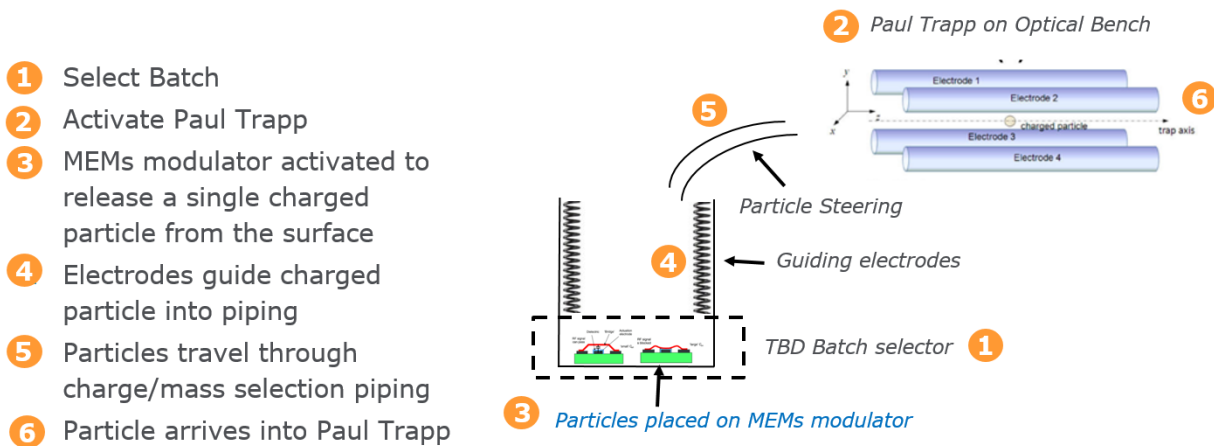 1 Select Batch
2 Activate Paul Trapp
3 MEMs modulator activated to
release a single charged
particle from the surface
4 Electrodes guide charged
particle into piping
5 Particles travel through
charge/mass selection piping
6 Particle arrives into Paul Trapp
2 Paul Trapp on Optical Bench
y
z
x
Electrode 1
Electrode 2
charged particle
trap axis
Electrode 3
Electrode 4
6
5
Particle Steering
4
Guiding electrodes
TBD Batch selector 1
3 Particles placed on MEMs modulator